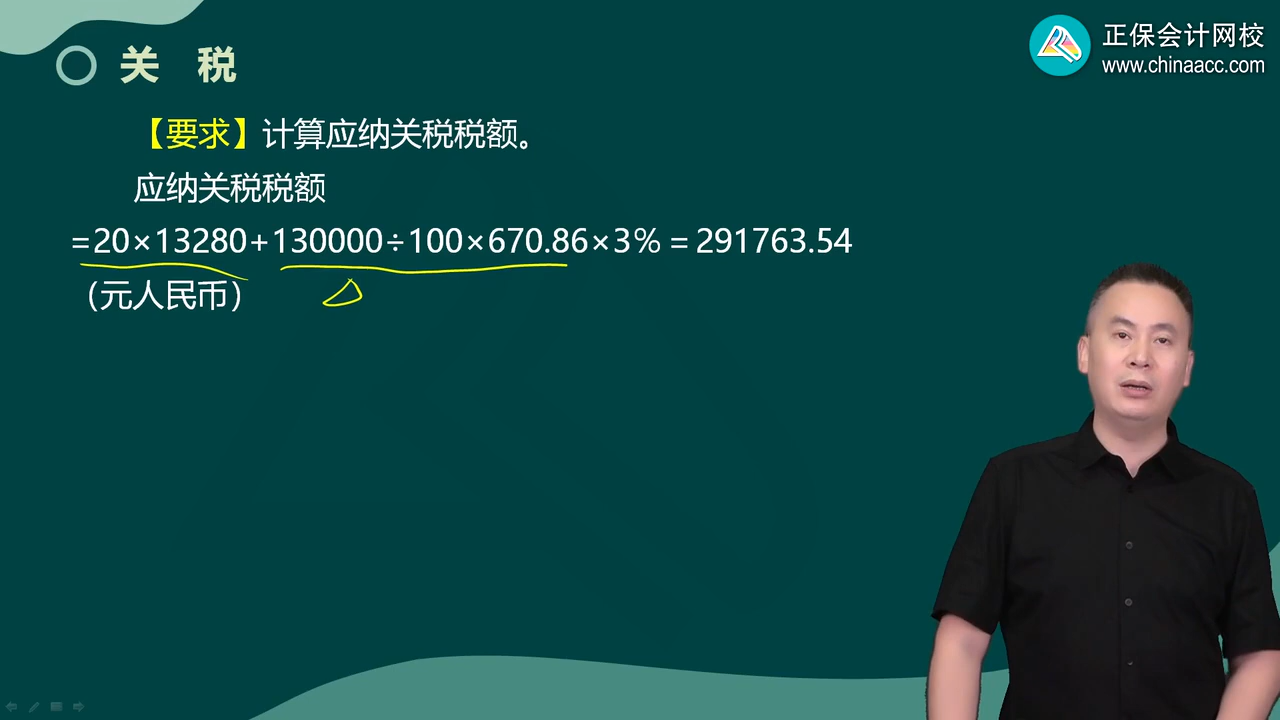 关 税
正保会计网校
www.chinaacc.com
【要求】计算应纳关税税额。
应纳关税税额
=20×13280+130000÷100×670.86×3%=291763.54
（元人民币）